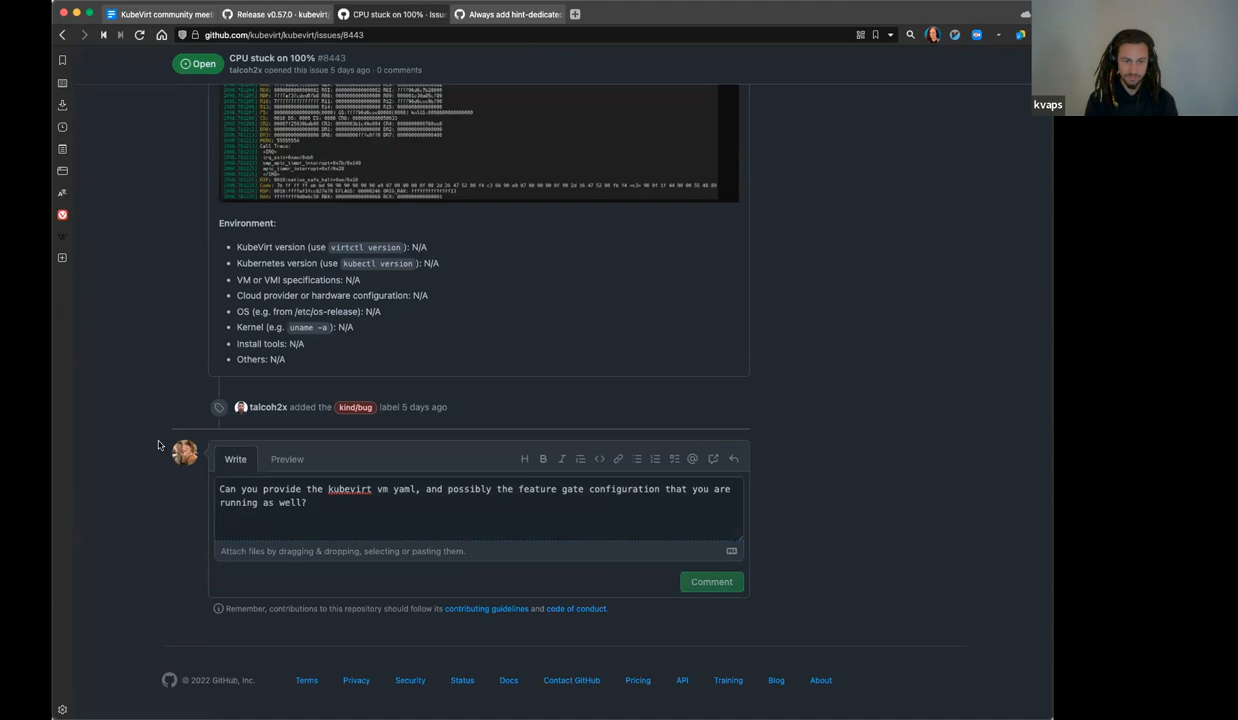 KubeVirt community meet
Release v0.57.0 · kubevirt/
CPU stuck on 100% · Issu
Always add hint-dedicate
github.com/kubevirt/kubevirt/issues/8443
kvaps
Open
CPU stuck on 100% #8443
talcoh2x opened this issue 5 days ago · 0 comments
Call Trace:
Environment:
• KubeVirt version (use virtctl version): N/A
• Kubernetes version (use kubectl version): N/A
• VM or VMI specifications: N/A
• Cloud provider or hardware configuration: N/A
• OS (e.g. from /etc/os-release): N/A
• Kernel (e.g. uname -a): N/A
• Install tools: N/A
• Others: N/A
talcoh2x added the kind/bug label 5 days ago
Write Preview
Can you provide the kubevirt vm yaml, and possibly the feature gate configuration that you are
running as well?
Attach files by dragging & dropping, selecting or pasting them.
Comment
Remember, contributions to this repository should follow its contributing guidelines and code of conduct.
© 2022 GitHub, Inc. Terms Privacy Security Status Docs Contact GitHub Pricing API Training Blog About